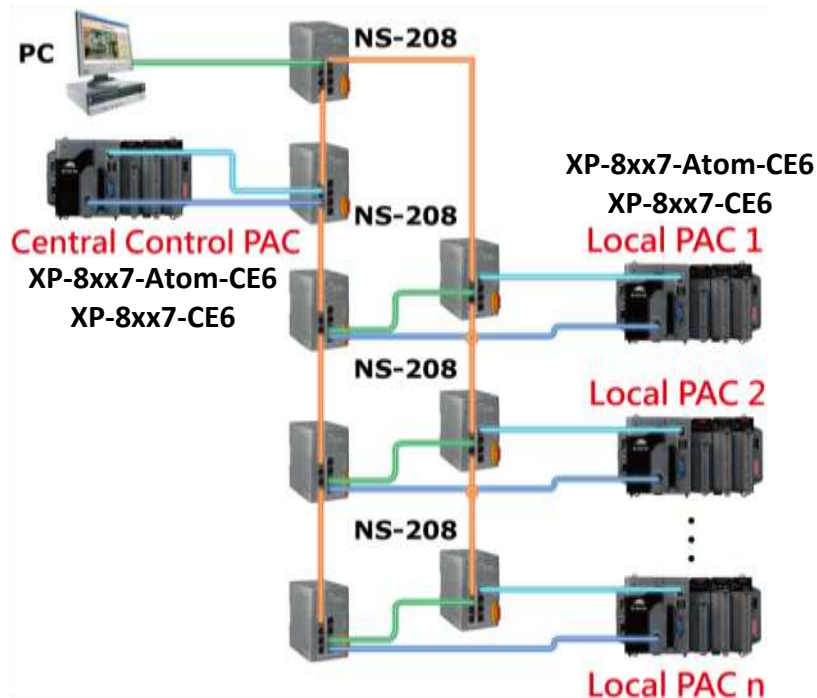 PC
NS-208
NS-208
Central Control PAC
XP-8xx7-Atom-CE6
XP-8xx7-CE6
XP-8xx7-Atom-CE6
XP-8xx7-CE6
Local PAC 1
NS-208
Local PAC 2
NS-208
Local PAC n